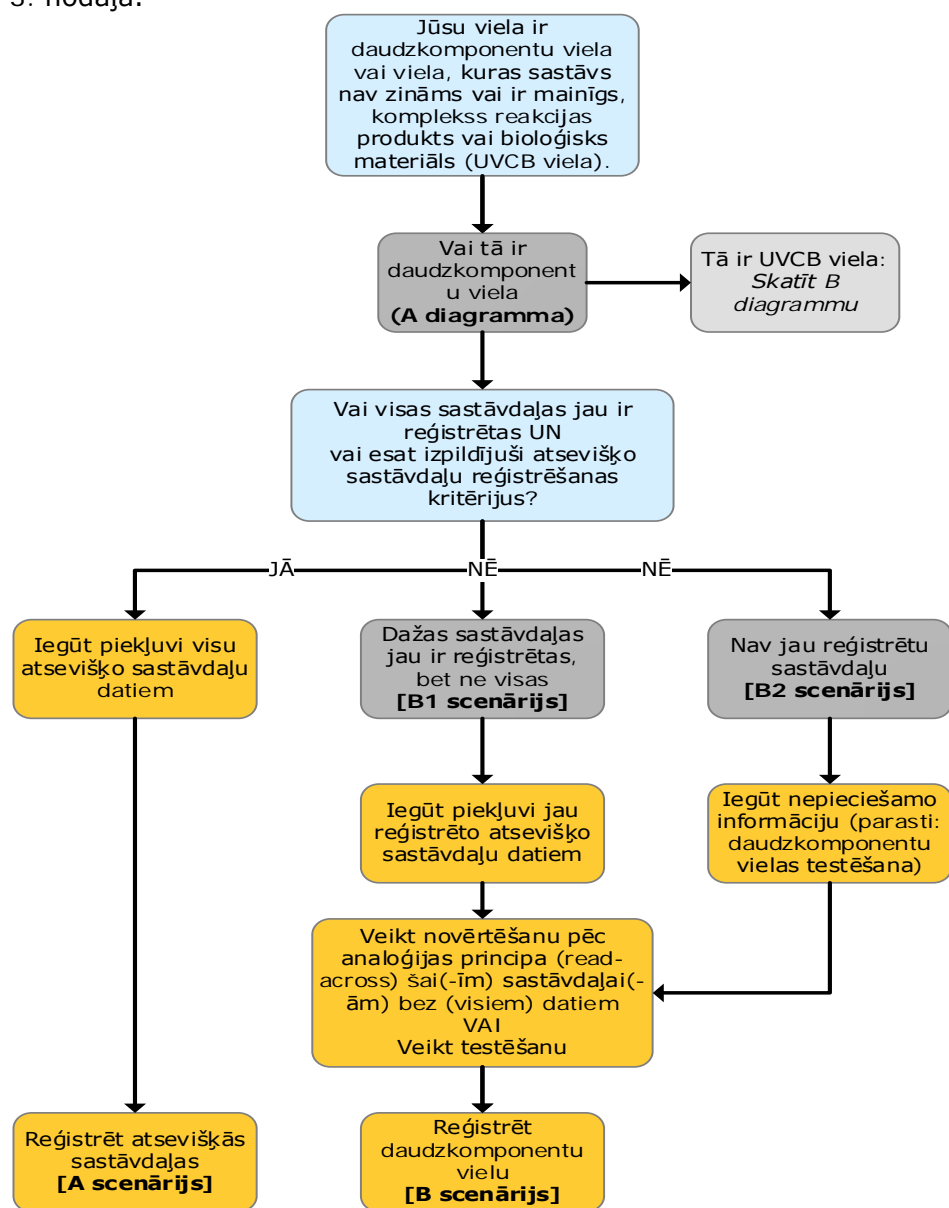 3. nodaļā.
Jūsu viela ir
daudzkomponentu viela
vai viela, kuras sastāvs
nav zināms vai ir mainīgs,
komplekss reakcijas
produkts vai bioloģisks
materiāls (UVCB viela).
Vai tā ir
daudzkomponent
u viela
(A diagramma)
Tā ir UVCB viela:
Skatīt B
diagrammu
Vai visas sastāvdaļas jau ir
reģistrētas UN
vai esat izpildījuši atsevišķo
sastāvdaļu reģistrēšanas
kritērijus?
JĀ
NĒ
NĒ
Iegūt piekļuvi visu
atsevišķo sastāvdaļu
datiem
Dažas sastāvdaļas
jau ir reģistrētas,
bet ne visas
[B1 scenārijs]
Nav jau reģistrētu
sastāvdaļu
[B2 scenārijs]
Iegūt piekļuvi jau
reģistrēto atsevišķo
sastāvdaļu datiem
Iegūt nepieciešamo
informāciju (parasti:
daudzkomponentu
vielas testēšana)
Veikt novērtēšanu pēc
analoģijas principa (read-
across) šai(-īm) sastāvdaļai(-
ām) bez (visiem) datiem
VAI
Veikt testēšanu
Reģistrēt atsevišķās
sastāvdaļas
[A scenārijs]
Reģistrēt
daudzkomponentu
vielu
[B scenārijs]